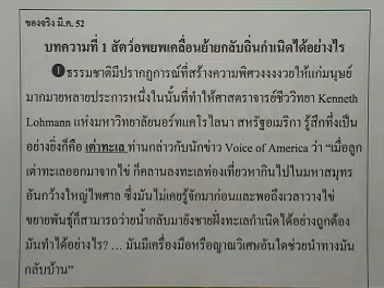 ของจริง มี.ค. 52
บทความที่ 1 สัตว์อพยพเคลื่อนย้ายกลับถิ่นกำเนิดได้อย่างไร
❶ธรรมชาติมีปรากฏการณ์ที่สร้างความพิศวงงงงวยให้แก่มนุษย์
มากมายหลายประการหนึ่งในนั้นที่ทำให้ศาสตราจารย์ชีววิทยา Kenneth
Lohmann แห่งมหาวิทยาลัยนอร์ทแคโรไลนา สหรัฐอเมริกา รู้สึกทึ่งเป็น
อย่างยิ่งก็คือ เต่าทะเล ท่านกล่าวกับนักข่าว Voice of America ว่า "เมื่อลูก
เต่าทะเลออกมาจากไข่ ก็คลานลงทะเลท่องเที่ยวหากินไปในมหาสมุทร
อันกว้างใหญ่ไพศาล ซึ่งมันไม่เคยรู้จักมาก่อนและพอถึงเวลาวางไข่
ขยายพันธุ์ก็สามารถว่ายน้ำกลับมายังชายฝั่งทะเลกำเนิดได้อย่างถูกต้อง
มันทำได้อย่างไร? ... มันมีเครื่องมือหรือญาณวิเศษอันใดช่วยนำทางมัน
กลับบ้าน"